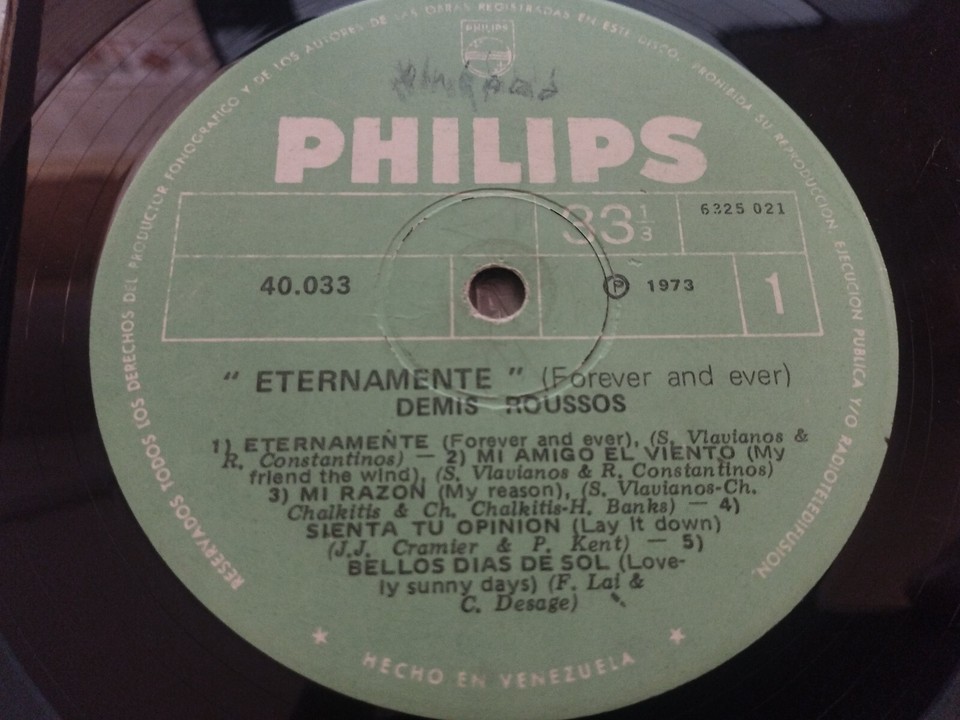 RESERVADOS TODOS LOS DERECHOS DEL PRODUCTOR FONOGRAFICO Y DE LOS AUTORES DE LAS OBRAS REGISTRADAS EN ESTE DISCO. PROHIBIDA SU REPRODUCCION, EJECUCION PUBLICA Y/O RADIOTELEDIFUSION.
PHILIPS
PHILIPS
33 1/3
6325 021
40.033
Ⓟ 1973
1
“ ETERNAMENTE ” (Forever and ever)
DEMIS ROUSSOS
1) ETERNAMENTE (Forever and ever), (S. Vlavianos &
R. Constantinos) — 2) MI AMIGO EL VIENTO (My
friend the wind), (S. Vlavianos & R. Constantinos)
3) MI RAZON (My reason), (S. Vlavianos-Ch.
Chalkitis & Ch. Chalkitis-H. Banks) — 4)
SIENTA TU OPINION (Lay It down)
(J.J. Cramier & P. Kent) — 5)
BELLOS DIAS DE SOL (Love-
ly sunny days) (F. Lai &
C. Desage)
HECHO EN VENEZUELA